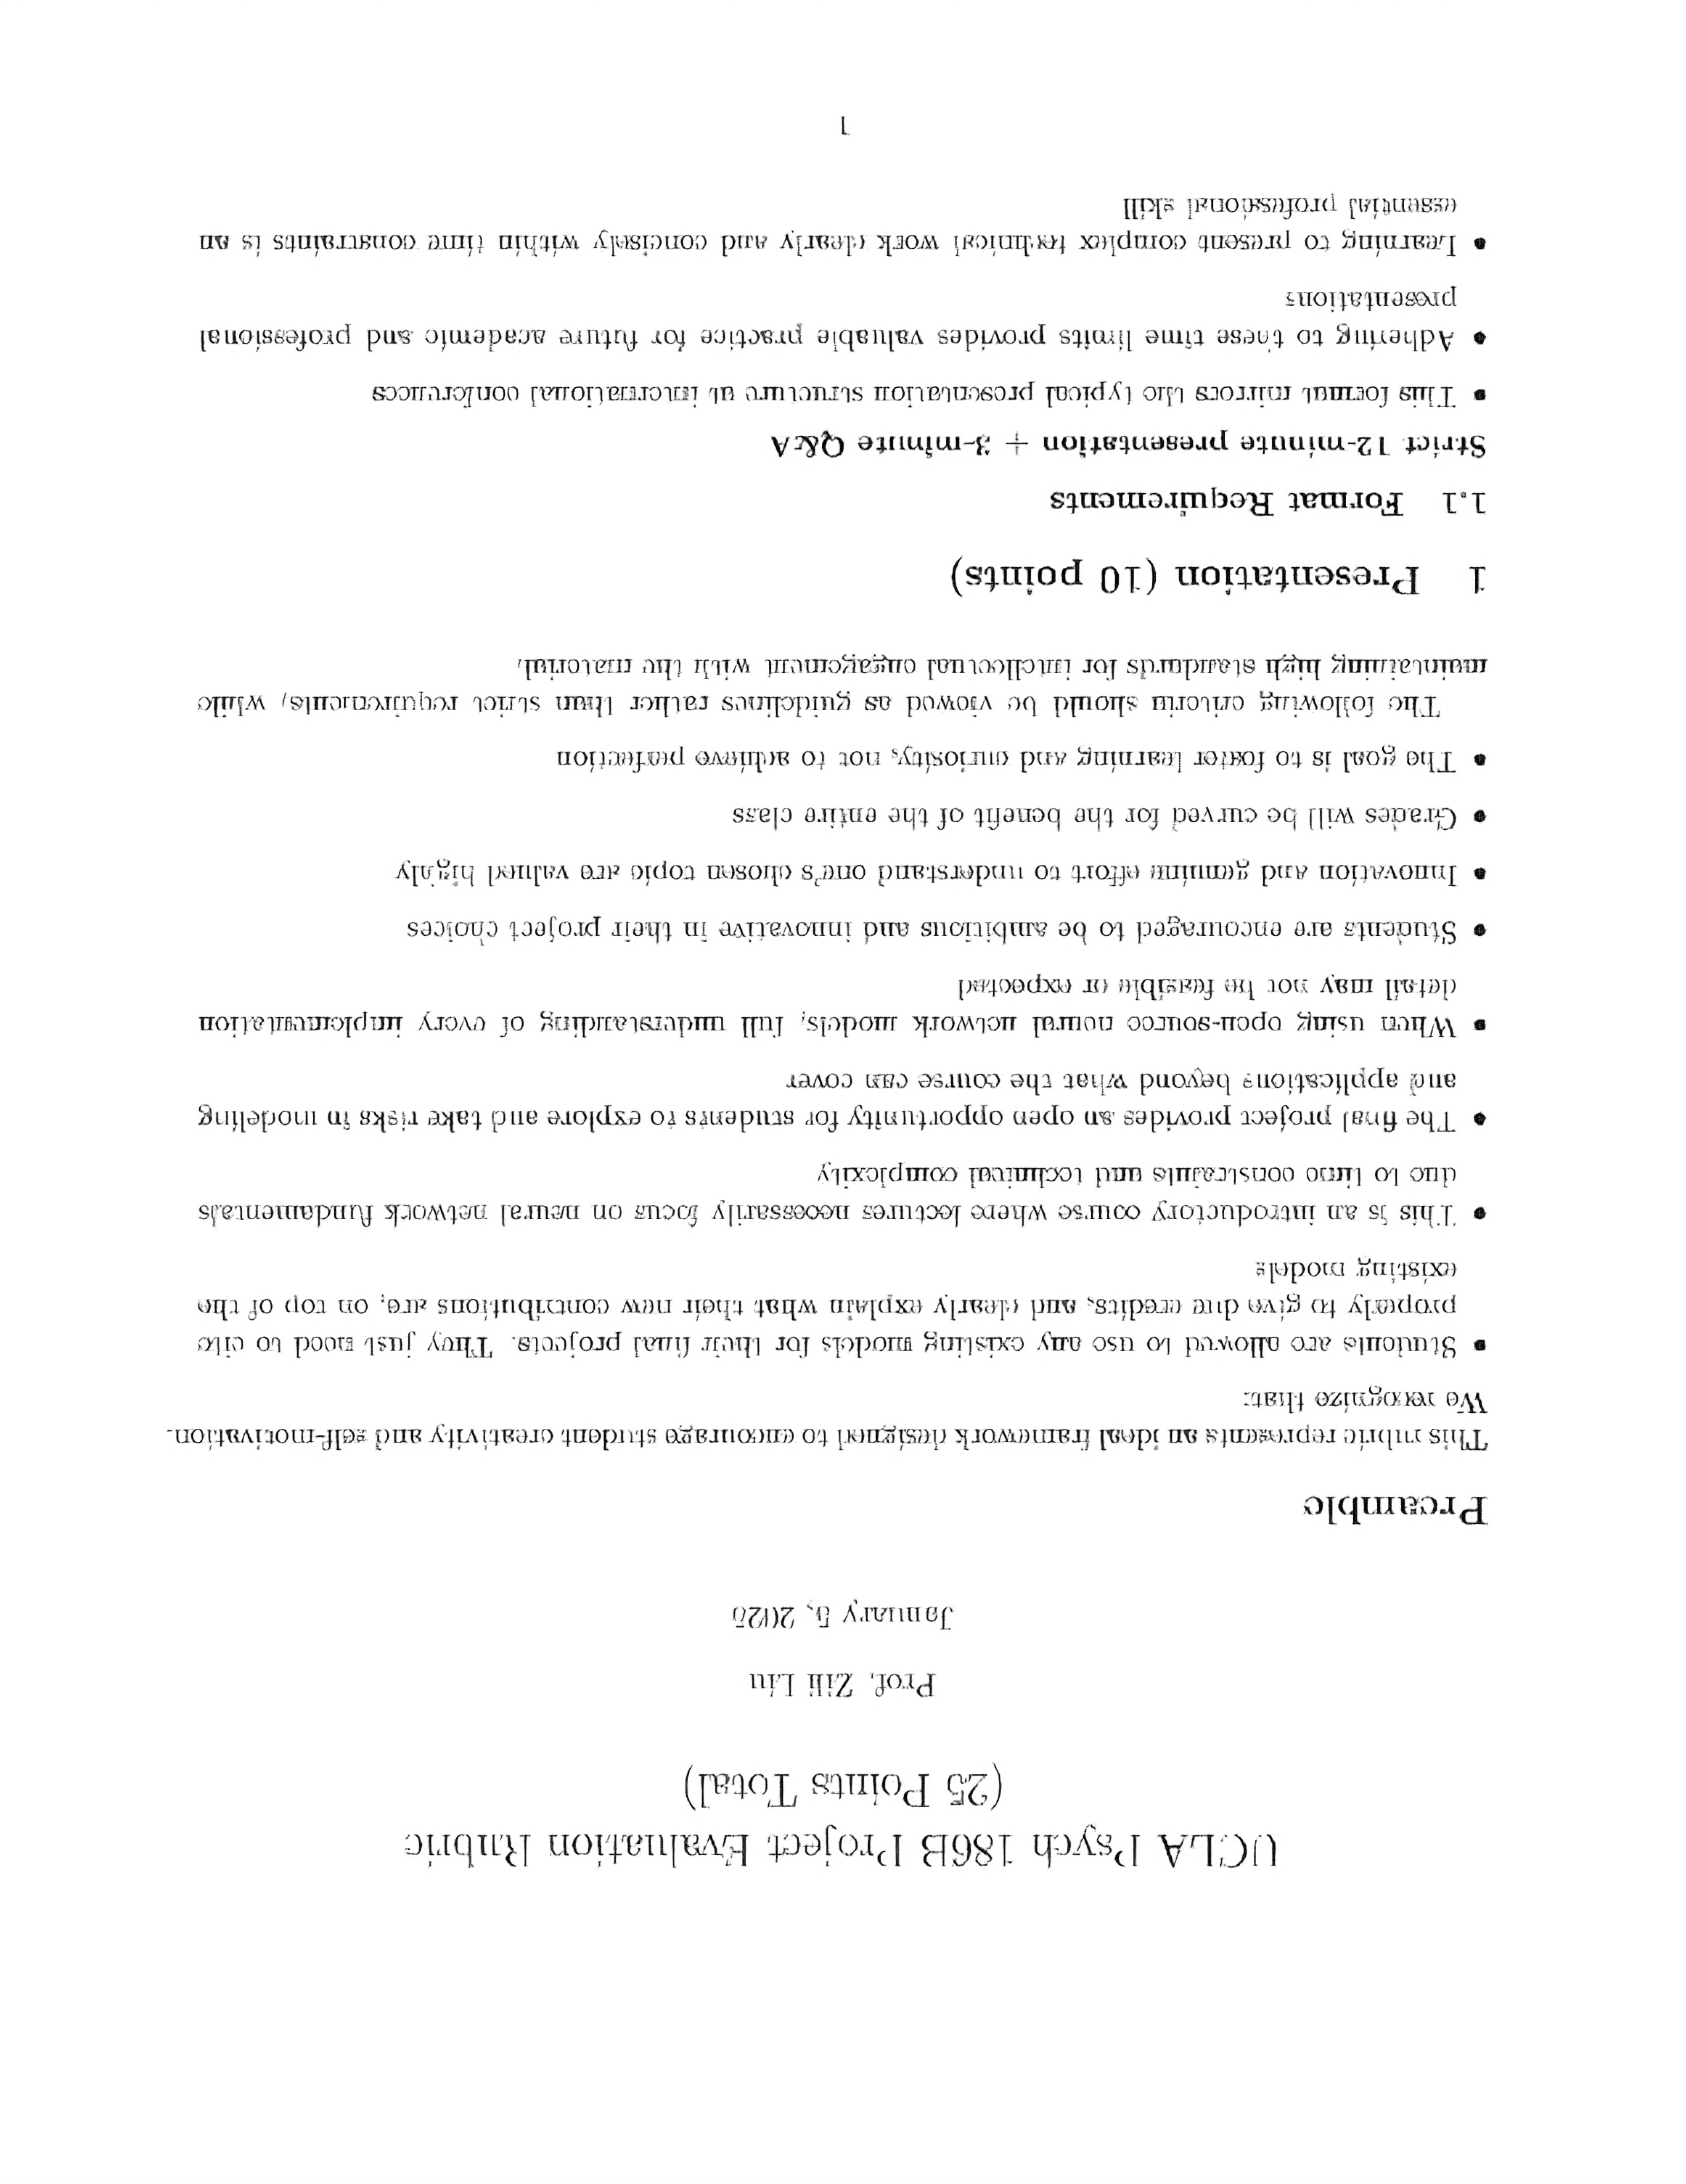 UCLA Psych 186B Project Evaluation Rubric
(25 Points Total)
Prof. Zili Liu
January 5, 2025
Preamble
This rubric represents an ideal framework designed to encourage student creativity and self-motivation.
We recognize that:
• Students are allowed to use any existing models for their final projects. They just need to cite
properly to give due credits, and clearly explain what their new contributions are, on top of the
existing models
• This is an introductory course where lectures necessarily focus on neural network fundamentals
due to time constraints and technical complexity
• The final project provides an open opportunity for students to explore and take risks in modeling
and applications beyond what the course can cover
• When using open-source neural network models, full understanding of every implementation
detail may not be feasible or expected
• Students are encouraged to be ambitious and innovative in their project choices
• Innovation and genuine effort to understand one's chosen topic are valued highly
• Grades will be curved for the benefit of the entire class
• The goal is to foster learning and curiosity, not to achieve perfection
The following criteria should be viewed as guidelines rather than strict requirements, while
maintaining high standards for intellectual engagement with the material.
1 Presentation (10 points)
1.1 Format Requirements
Strict 12-minute presentation + 3-minute Q&A
• This format mirrors the typical presentation structure at international conferences
• Adhering to these time limits provides valuable practice for future academic and professional
presentations
• Learning to present complex technical work clearly and concisely within time constraints is an
essential professional skill
1